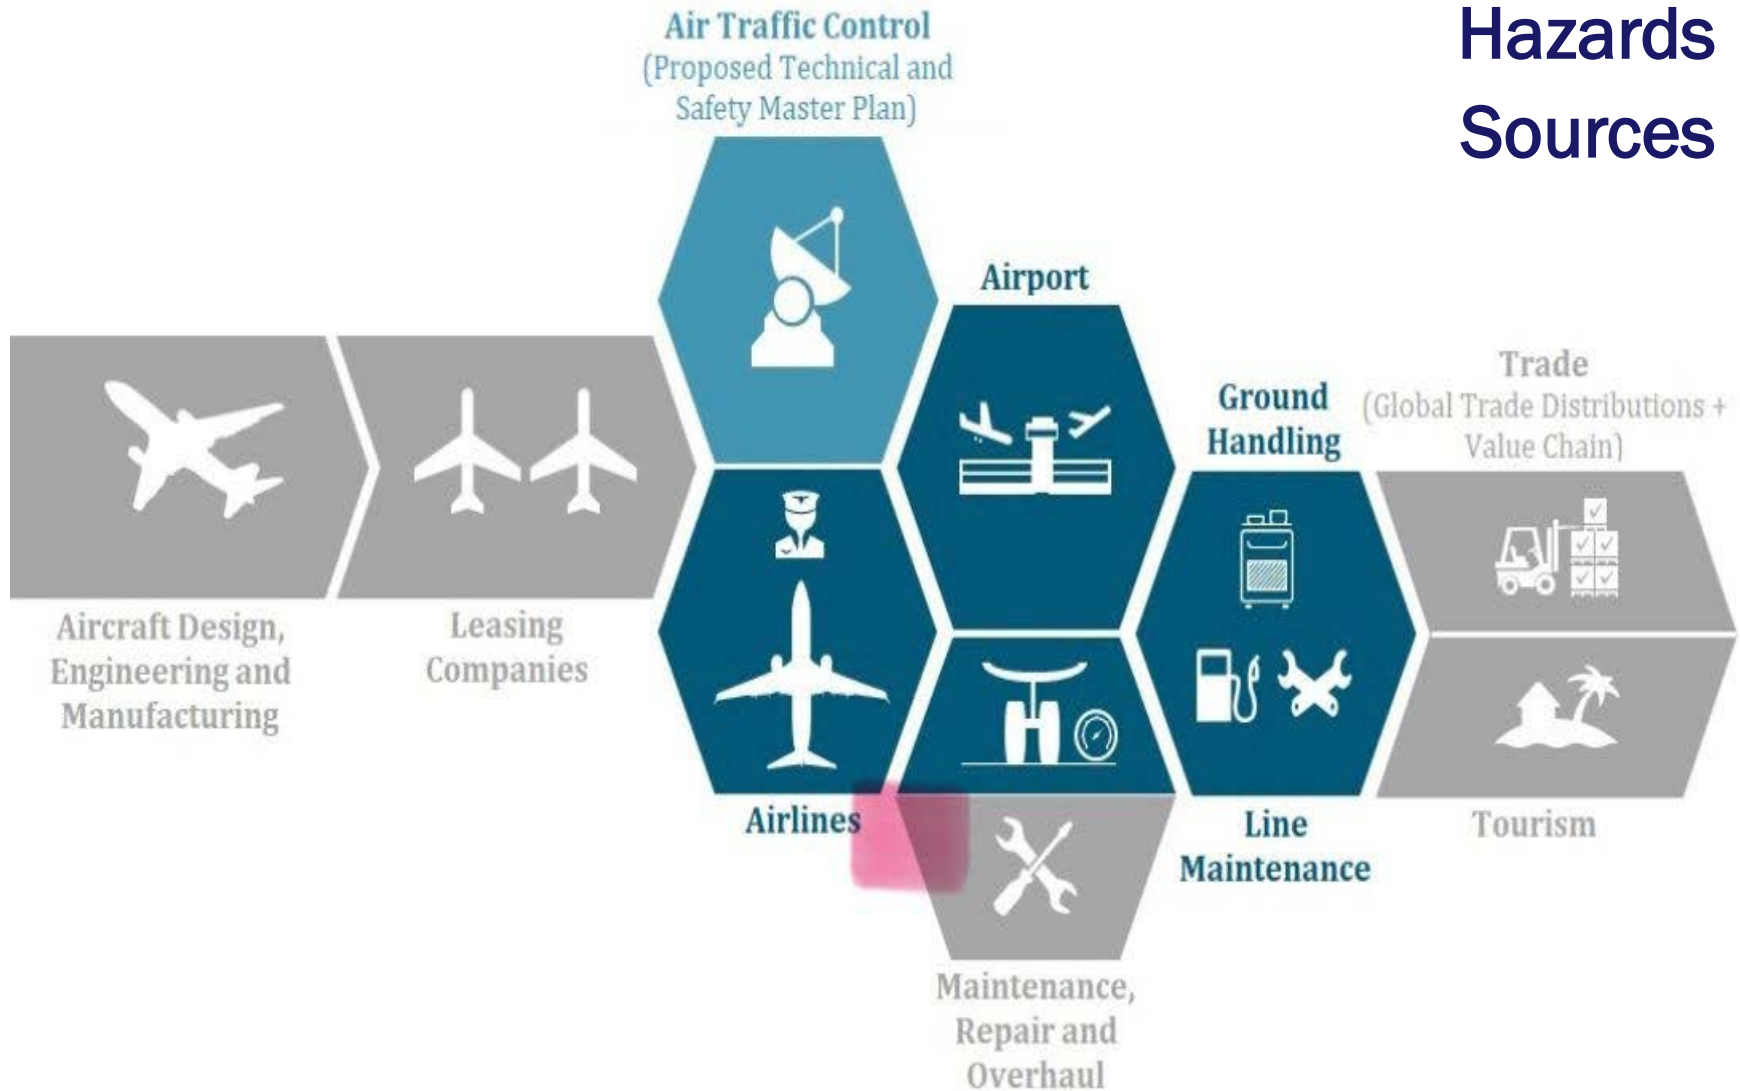 Hazards
Sources
Air Traffic Control
(Proposed Technical and
Safety Master Plan)
Airport
Ground
Handling
Trade
(Global Trade Distributions +
Value Chain)
Aircraft Design,
Engineering and
Manufacturing
Leasing
Companies
Airlines
Line
Maintenance
Tourism
Maintenance,
Repair and
Overhaul